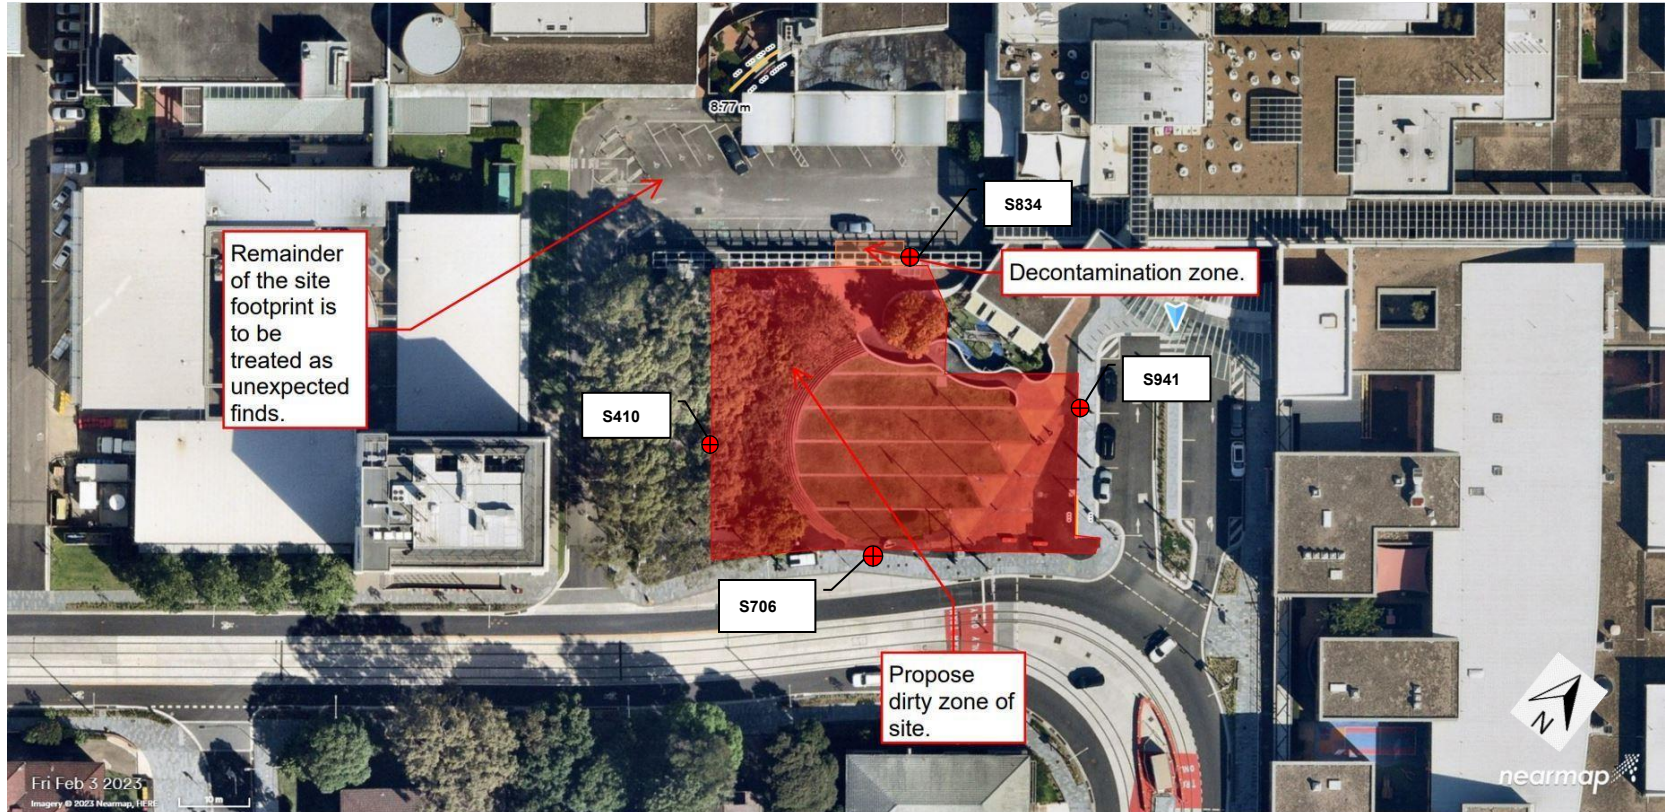 8.77 m
S834
Remainder
of the site
footprint is
to be
treated as
unexpected
finds.
Decontamination zone.
S941
S410
S706
Propose
dirty zone of
site.
N
Fri Feb 3 2023
Imagery © 2023 Nearmap, HERE
10 m
nearmap